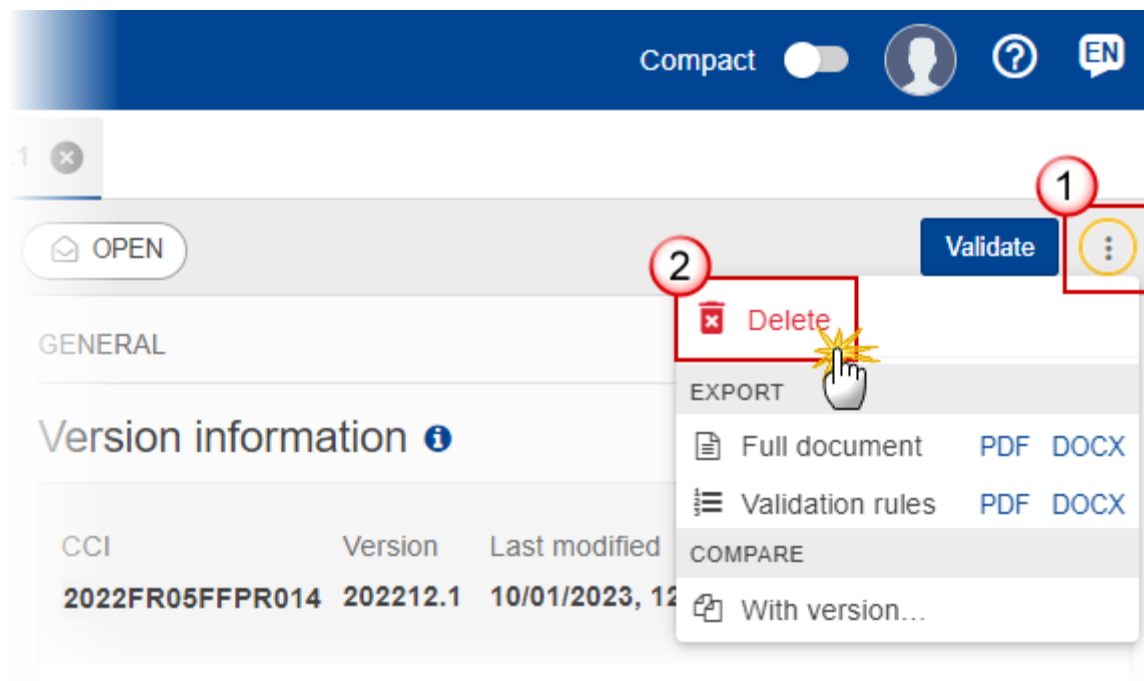 Compact
EN
.1
1
OPEN
Validate
2
Delete
GENERAL
EXPORT
Version information
Full document PDF DOCX
Validation rules PDF DOCX
CCI Version Last modified
COMPARE
2022FR05FFPR014 202212.1 10/01/2023, 12
With version...